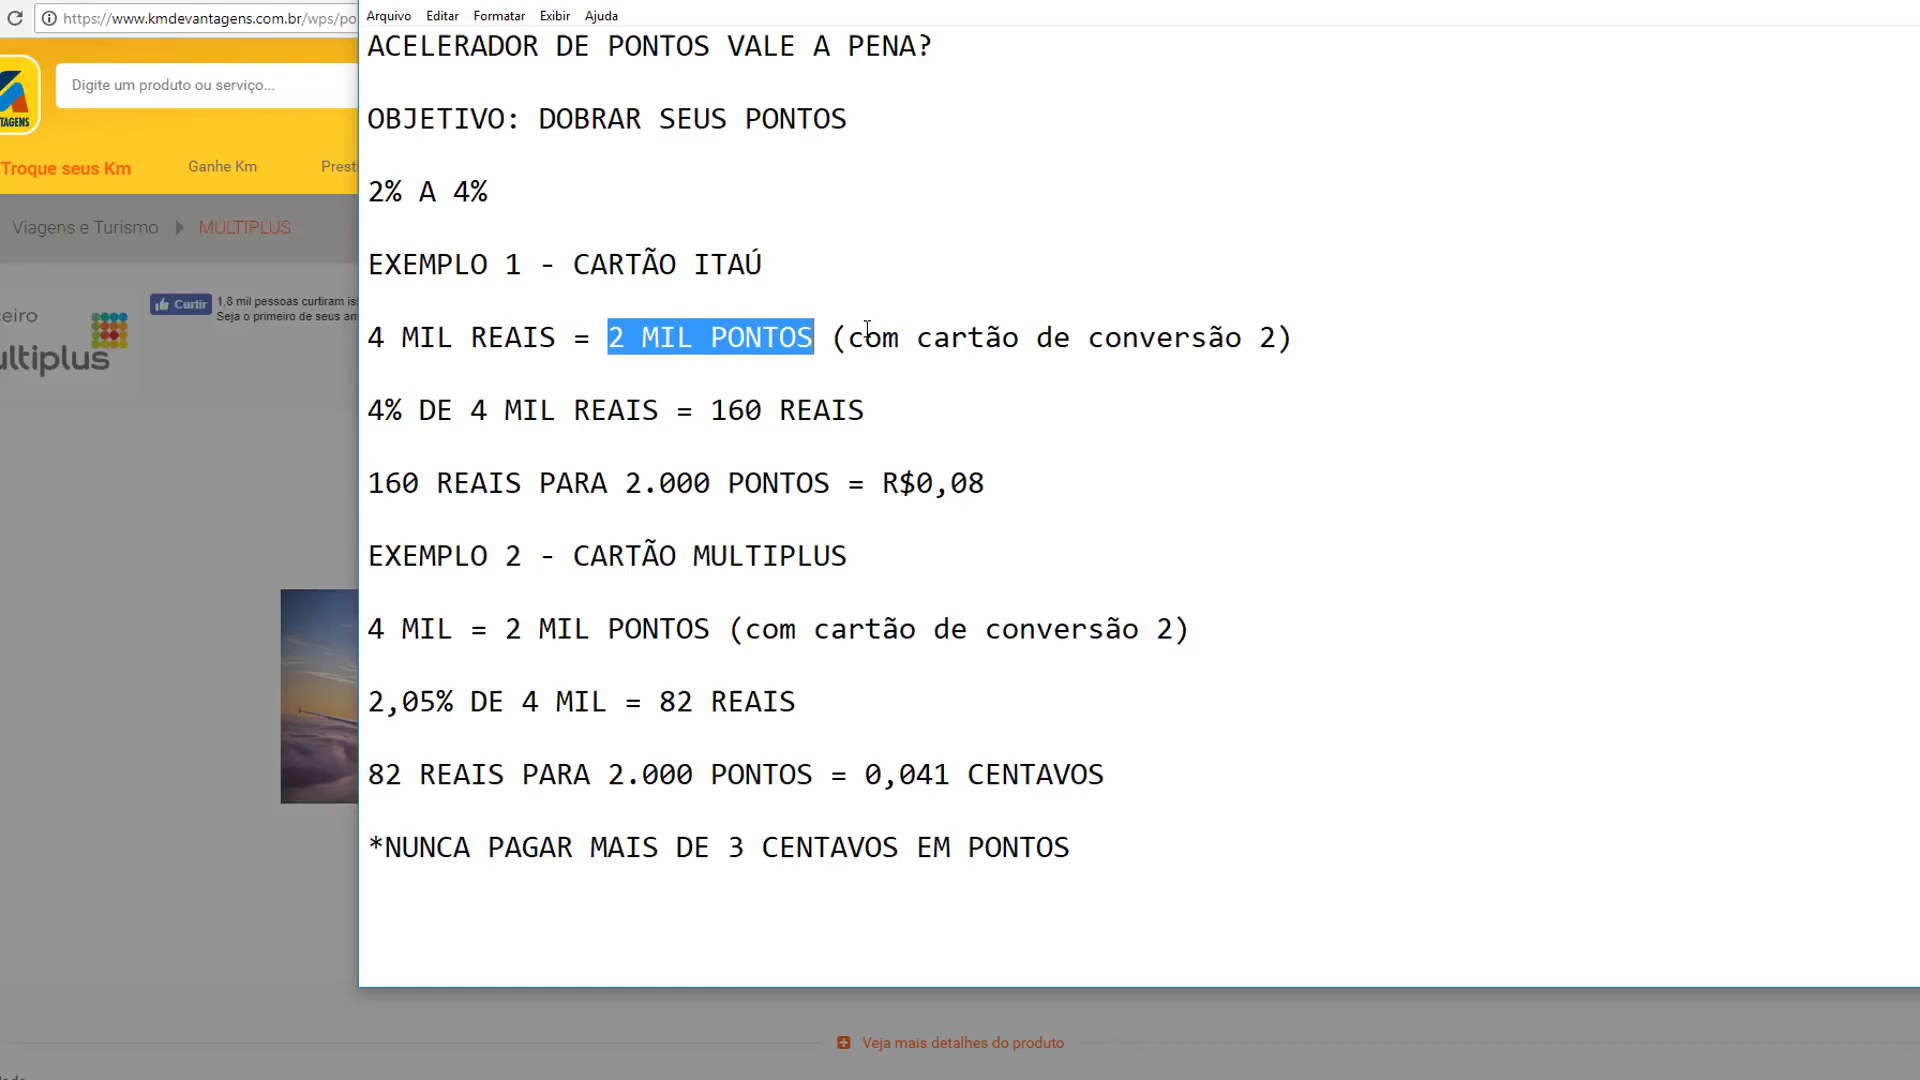 https://www.kmdevantagens.com.br/wps/po
Arquivo Editar Formatar Exibir Ajuda
TAGENS
Digite um produto ou serviço...
Troque seus Km
Ganhe Km
Prest
Viagens e Turismo
MULTIPLUS
ceiro
ultiplus
Curtir
1,8 mil pessoas curtiram iss
Seja o primeiro de seus am
ACELERADOR DE PONTOS VALE A PENA?
OBJETIVO: DOBRAR SEUS PONTOS
2% A 4%
EXEMPLO 1 - CARTÃO ITAÚ
4 MIL REAIS = 2 MIL PONTOS (com cartão de conversão 2)
4% DE 4 MIL REAIS = 160 REAIS
160 REAIS PARA 2.000 PONTOS = R$0,08
EXEMPLO 2 - CARTÃO MULTIPLUS
4 MIL = 2 MIL PONTOS (com cartão de conversão 2)
2,05% DE 4 MIL = 82 REAIS
82 REAIS PARA 2.000 PONTOS = 0,041 CENTAVOS
*NUNCA PAGAR MAIS DE 3 CENTAVOS EM PONTOS
Veja mais detalhes do produto